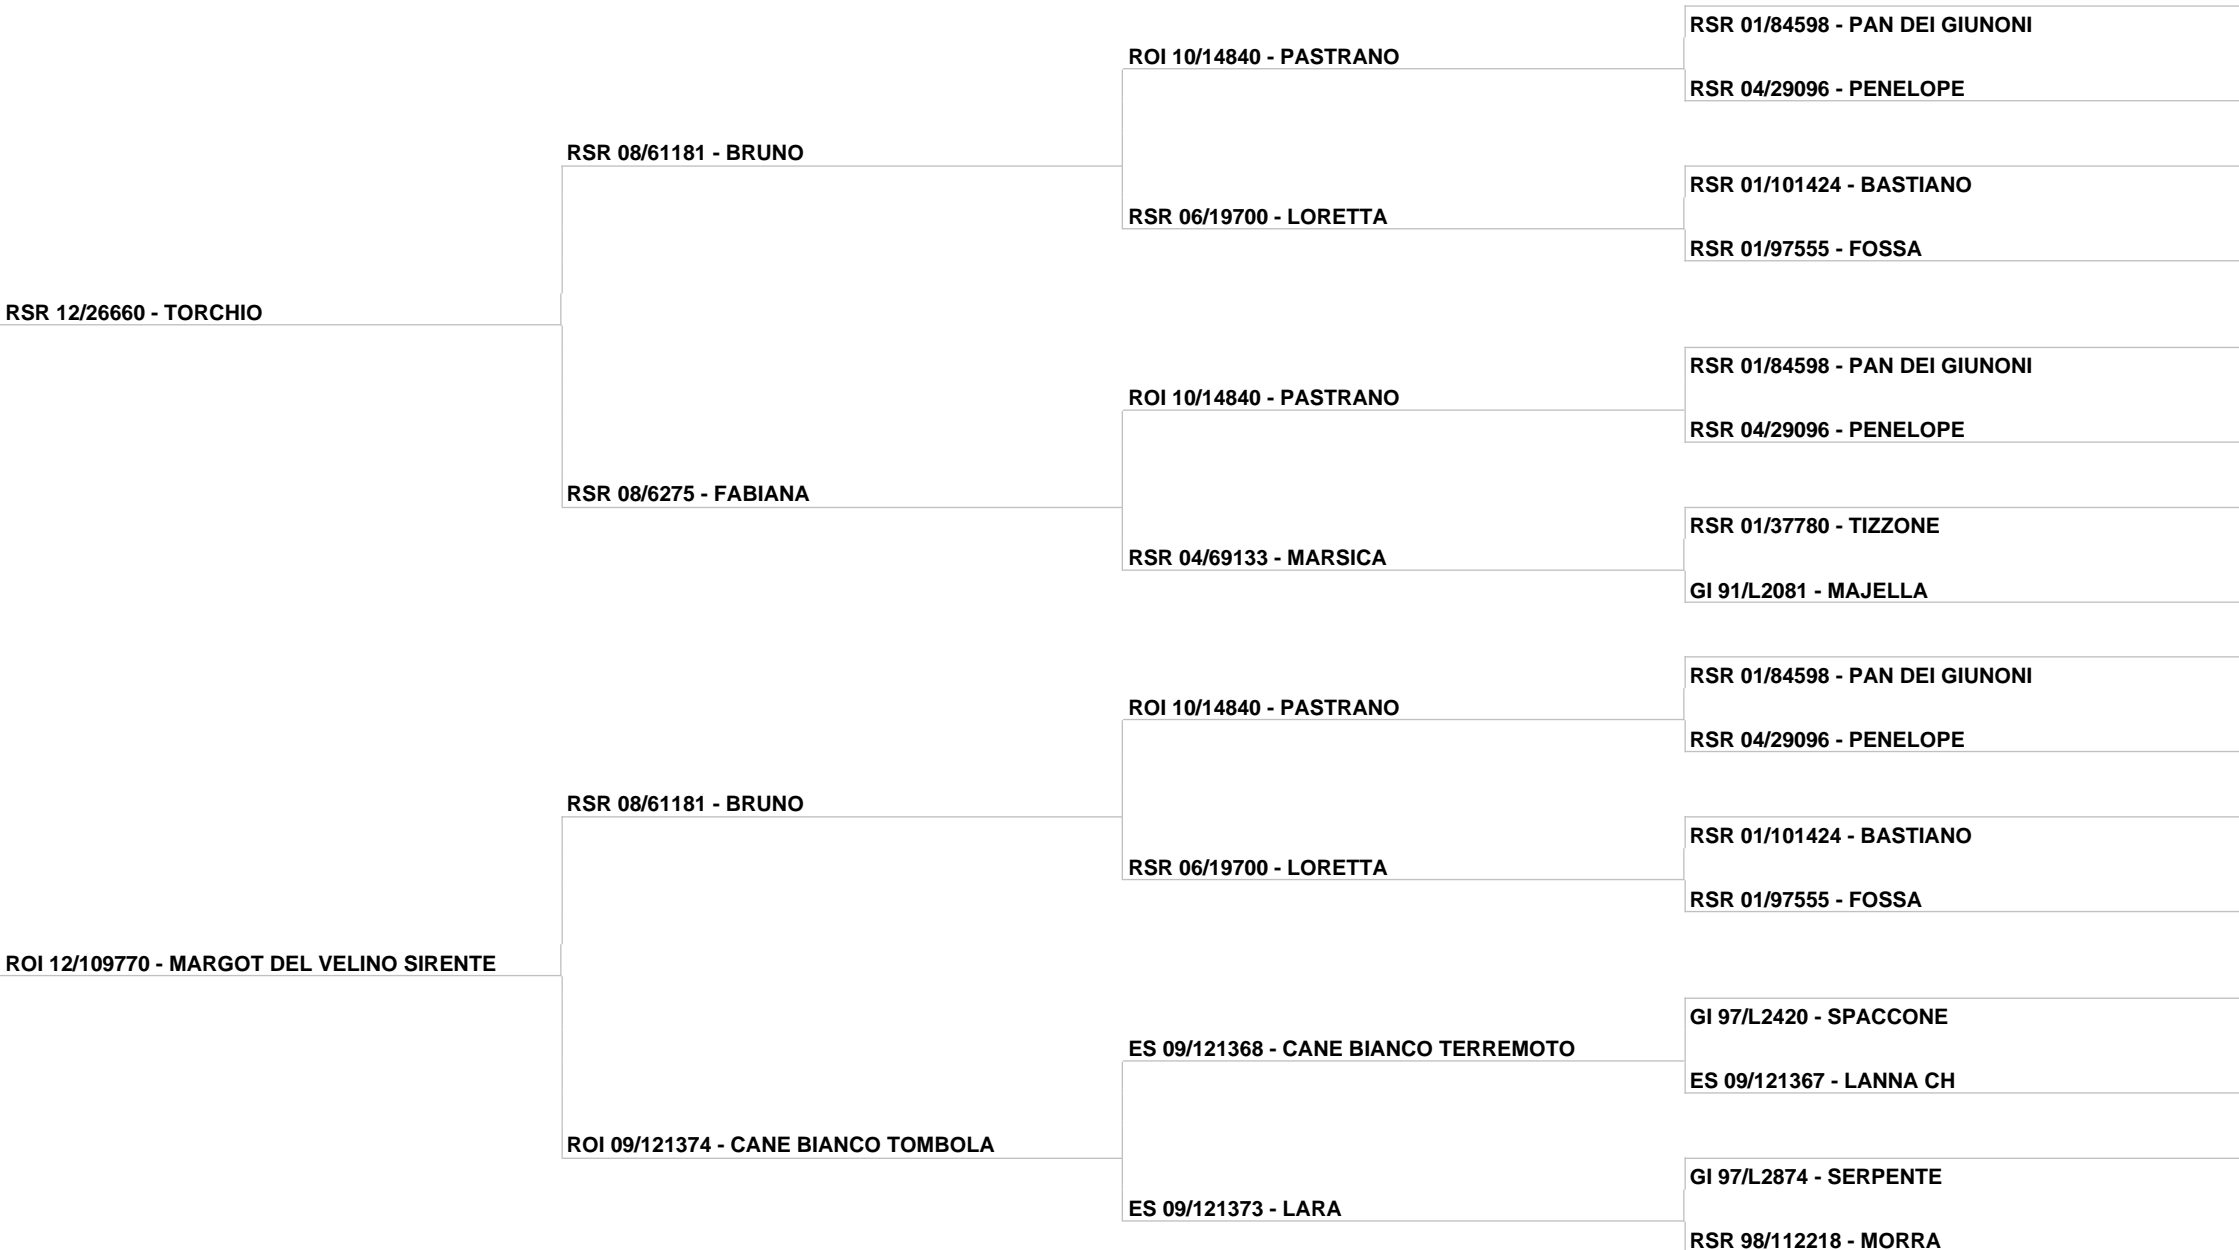 RSR 01/84598 - PAN DEI GIUNONI
ROI 10/14840 - PASTRANO
RSR 04/29096 - PENELOPE
RSR 08/61181 - BRUNO
RSR 01/101424 - BASTIANO
RSR 06/19700 - LORETTA
RSR 01/97555 - FOSSA
RSR 12/26660 - TORCHIO
RSR 01/84598 - PAN DEI GIUNONI
ROI 10/14840 - PASTRANO
RSR 04/29096 - PENELOPE
RSR 08/6275 - FABIANA
RSR 01/37780 - TIZZONE
RSR 04/69133 - MARSICA
GI 91/L2081 - MAJELLA
RSR 01/84598 - PAN DEI GIUNONI
ROI 10/14840 - PASTRANO
RSR 04/29096 - PENELOPE
RSR 08/61181 - BRUNO
RSR 01/101424 - BASTIANO
RSR 06/19700 - LORETTA
RSR 01/97555 - FOSSA
ROI 12/109770 - MARGOT DEL VELINO SIRENTE
GI 97/L2420 - SPACCONE
ES 09/121368 - CANE BIANCO TERREMOTO
ES 09/121367 - LANNA CH
ROI 09/121374 - CANE BIANCO TOMBOLA
GI 97/L2874 - SERPENTE
ES 09/121373 - LARA
RSR 98/112218 - MORRA